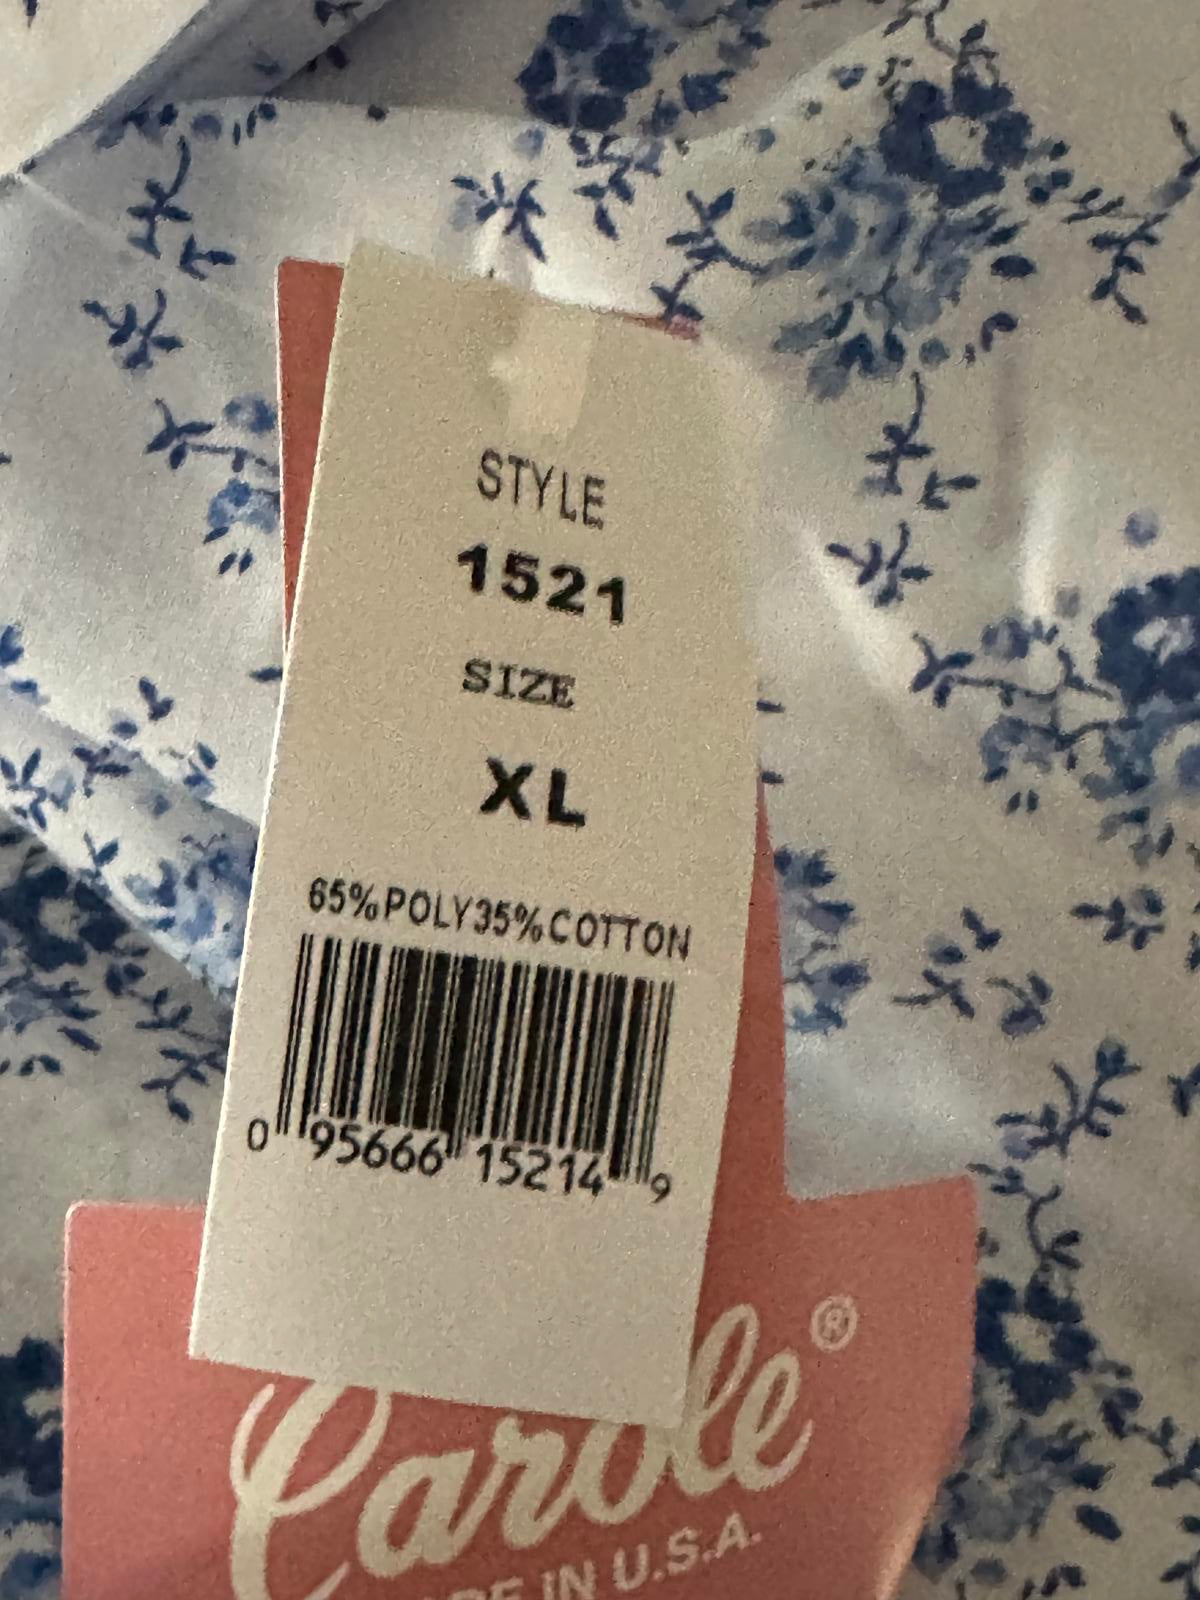 STYLE
1521
SIZE
XL
65%POLY35%COTTON
0 95666 15214 9
Carole®
MADE IN U.S.A.